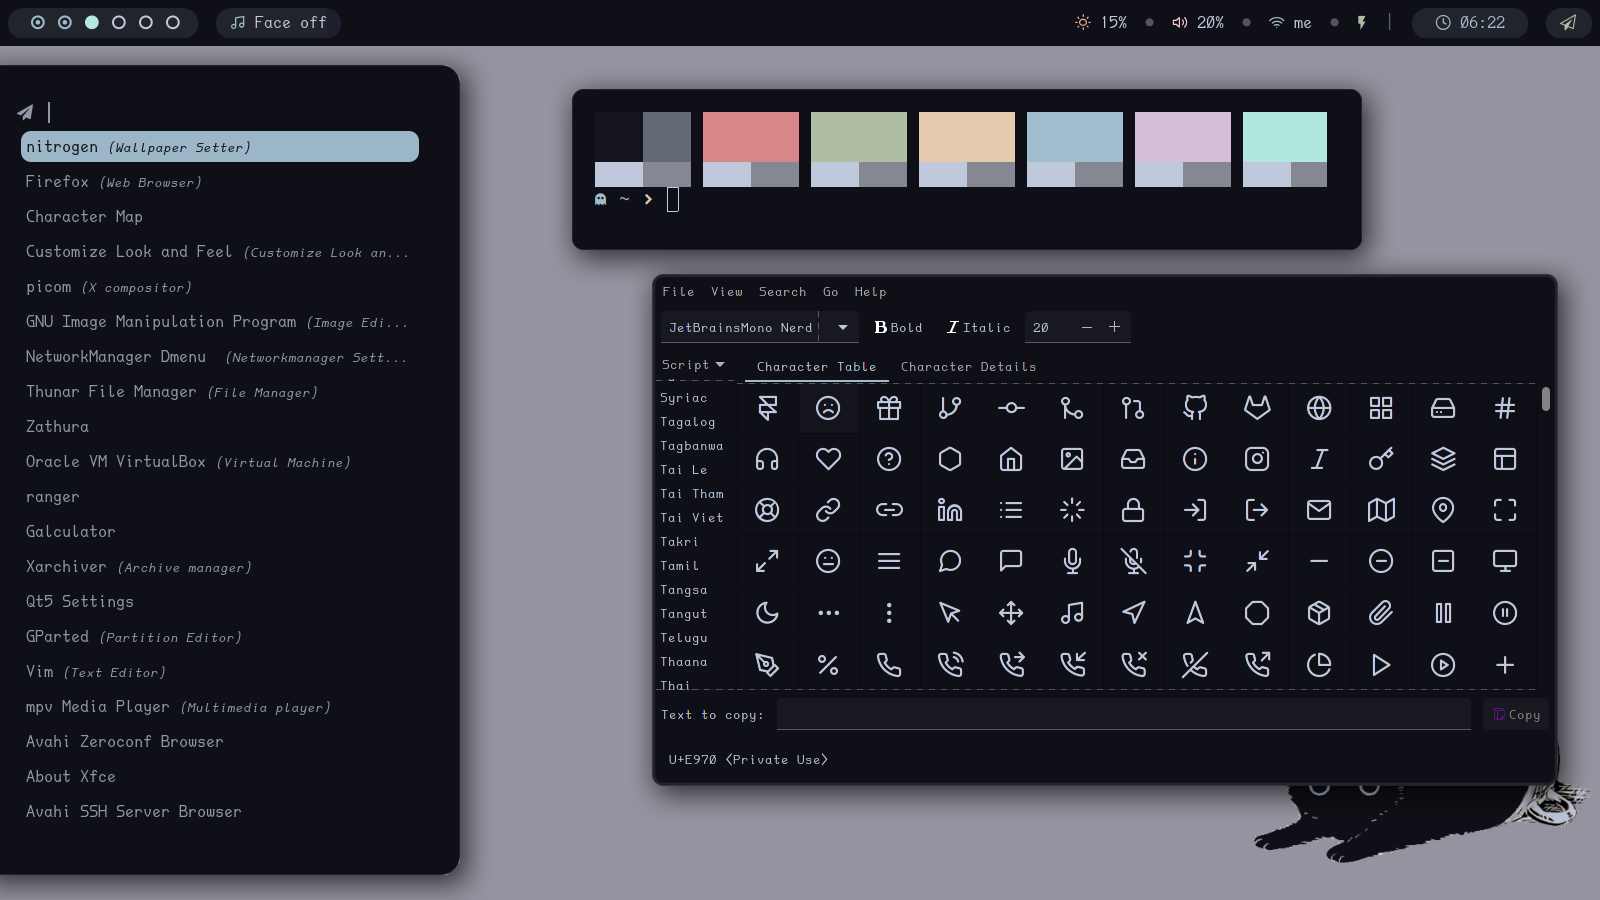 Face off
15%
20%
me
06:22
nitrogen (Wallpaper Setter)
Firefox (Web Browser)
Character Map
Customize Look and Feel (Customize Look an...
picom (X compositor)
GNU Image Manipulation Program (Image Edi...
NetworkManager Dmenu (Networkmanager Sett...
Thunar File Manager (File Manager)
Zathura
Oracle VM VirtualBox (Virtual Machine)
ranger
Galculator
Xarchiver (Archive manager)
Qt5 Settings
GParted (Partition Editor)
Vim (Text Editor)
mpv Media Player (Multimedia player)
Avahi Zeroconf Browser
About Xfce
Avahi SSH Server Browser
~
File View Search Go Help
JetBrainsMono Nerd
B Bold
I Italic
20 — +
Script
Character Table
Character Details
Syriac
Tagalog
Tagbanwa
Tai Le
Tai Tham
Tai Viet
Takri
Tamil
Tangsa
Tangut
Telugu
Thaana
Thai
Text to copy:
Copy
U+E970 <Private Use>